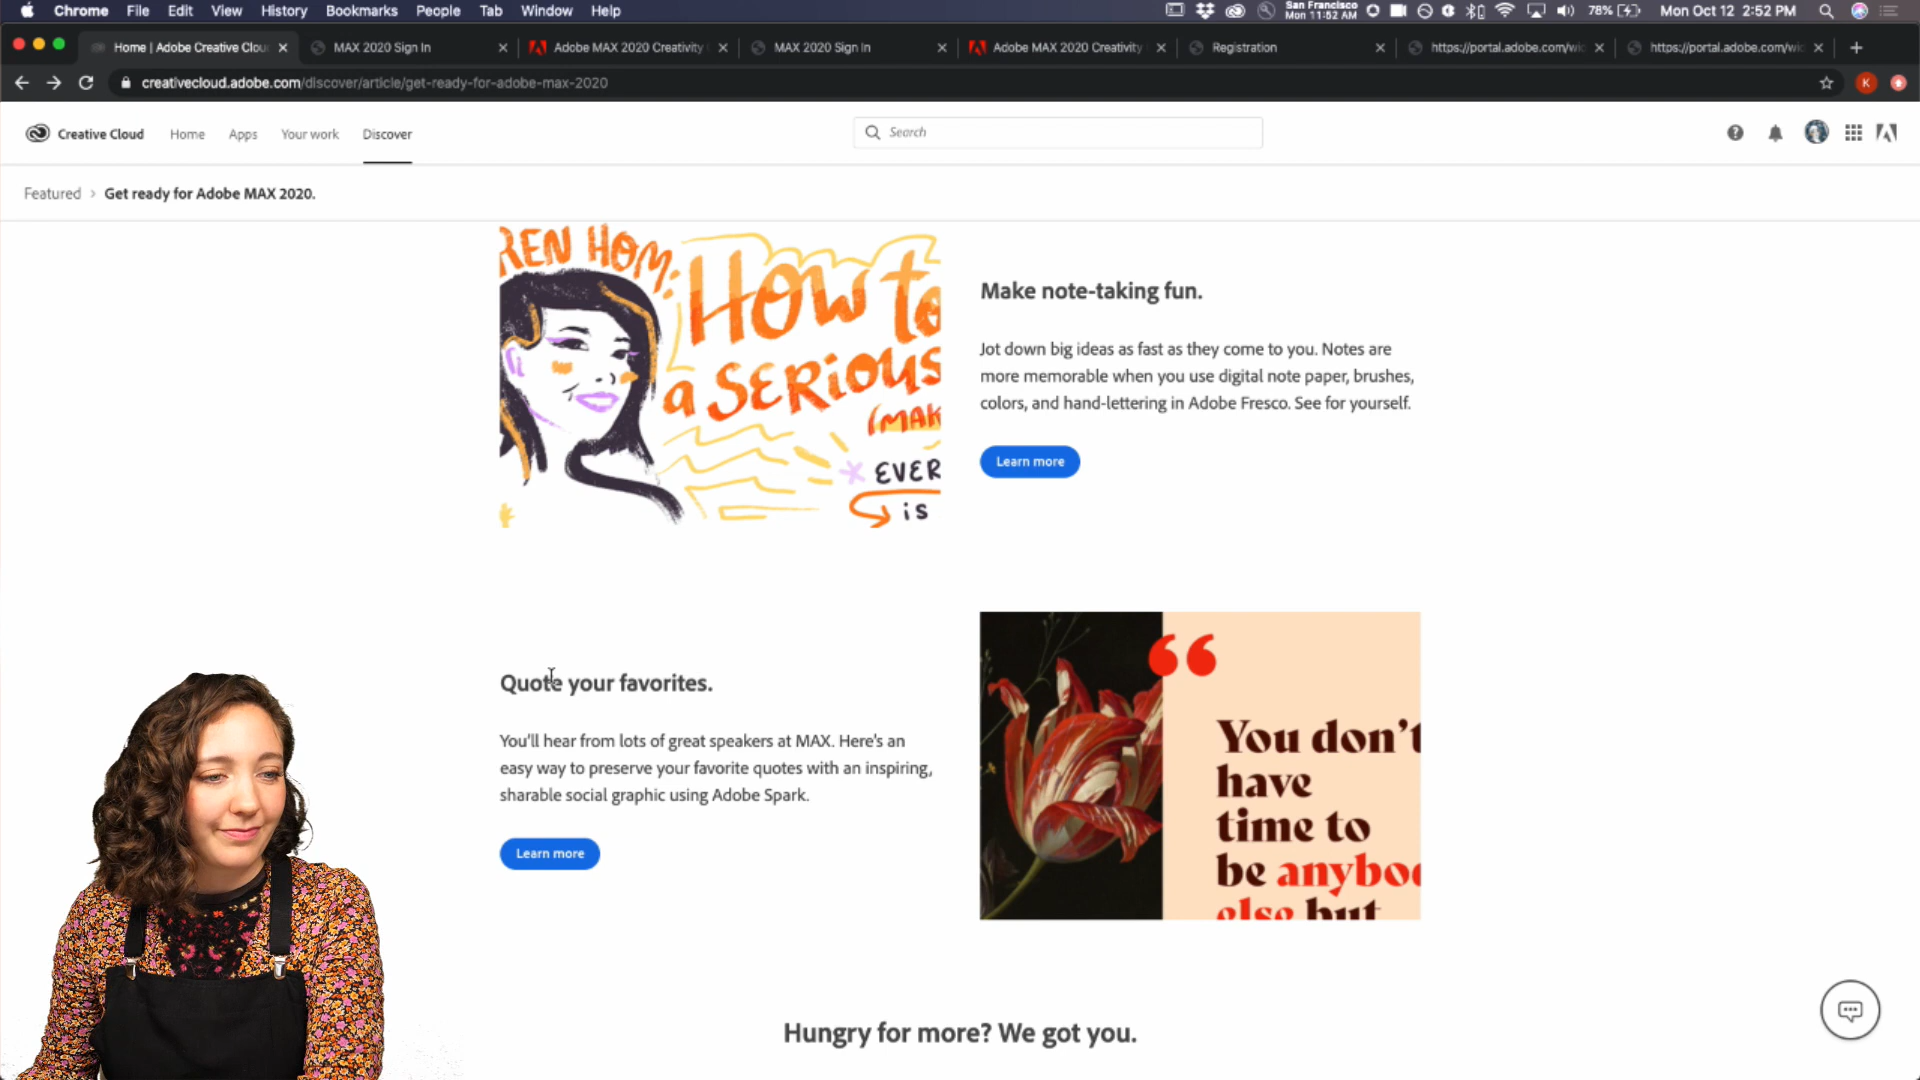 Chrome File Edit View History Bookmarks People Tab Window Help
San Francisco
Mon 11:52 AM
78%
Mon Oct 12 2:52 PM
Home | Adobe Creative Clou
MAX 2020 Sign In
Adobe MAX 2020 Creativity
MAX 2020 Sign In
Adobe MAX 2020 Creativity
Registration
https://portal.adobe.com/wi
https://portal.adobe.com/wi
creativecloud.adobe.com/discover/article/get-ready-for-adobe-max-2020
K
Creative Cloud Home Apps Your work Discover
Search
Featured > Get ready for Adobe MAX 2020.
REN HOM:
How to
a SERIOUS
(MAK
EVER
is
Make note-taking fun.
Jot down big ideas as fast as they come to you. Notes are
more memorable when you use digital note paper, brushes,
colors, and hand-lettering in Adobe Fresco. See for yourself.
Learn more
Quote your favorites.
You'll hear from lots of great speakers at MAX. Here's an
easy way to preserve your favorite quotes with an inspiring,
sharable social graphic using Adobe Spark.
Learn more
“
You don't
have
time to
be anyboo
else but
Hungry for more? We got you.